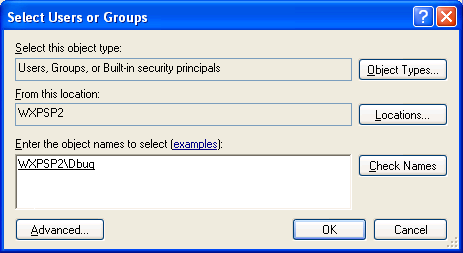 Select Users or Groups
Select this object type:
Users, Groups, or Built-in security principals
Object Types...
From this location:
WXPSP2
Locations...
Enter the object names to select (examples):
WXPSP2\Dbug
Check Names
Advanced...
OK
Cancel